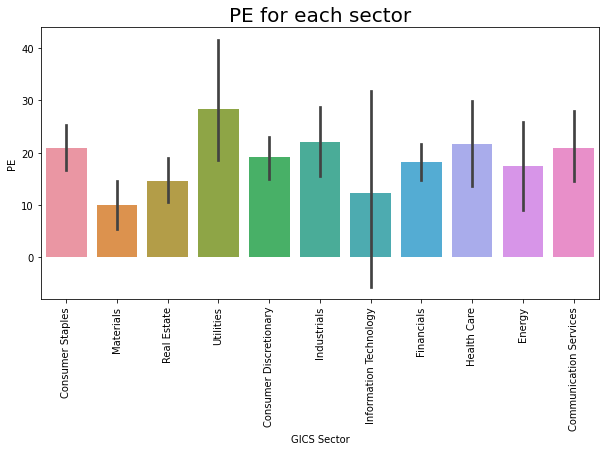 PE for each sector
40
30
20
10
0
PE
Consumer Staples
Materials
Real Estate
Utilities
Consumer Discretionary
Industrials
Information Technology
Financials
Health Care
Energy
Communication Services
GICS Sector